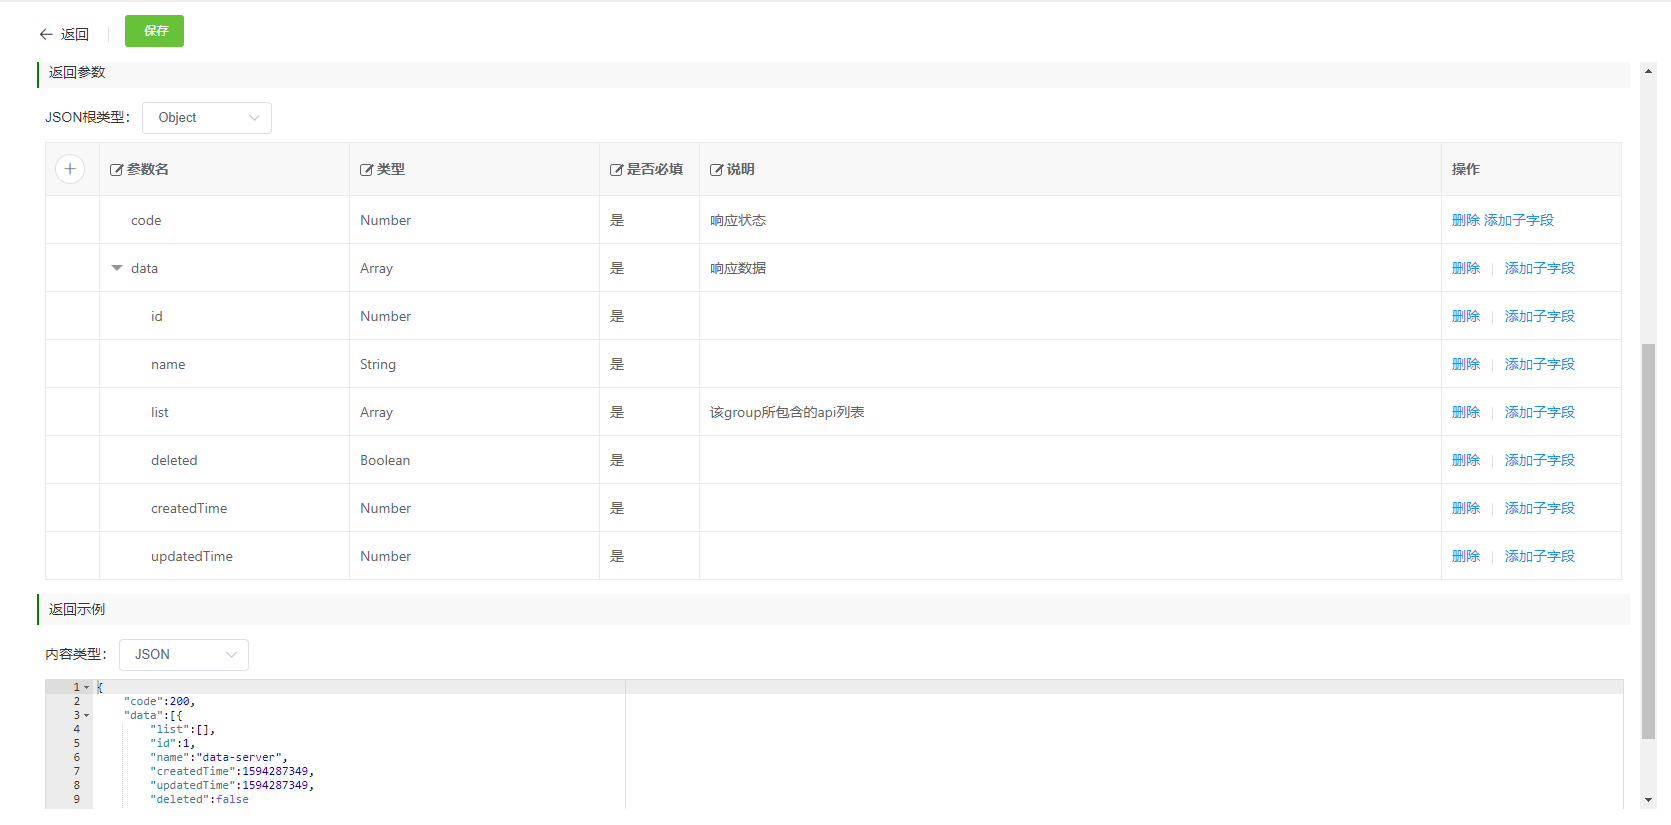 返回 保存
返回参数
JSON根类型： Object
参数名 类型 是否必填 说明 操作
code Number 是 响应状态 删除 添加子字段
data Array 是 响应数据 删除 添加子字段
id Number 是 删除 添加子字段
name String 是 删除 添加子字段
list Array 是 该group所包含的api列表 删除 添加子字段
deleted Boolean 是 删除 添加子字段
createdTime Number 是 删除 添加子字段
updatedTime Number 是 删除 添加子字段
返回示例
内容类型： JSON
1 {
2 "code":200,
3 "data":[{
4 "list":[],
5 "id":1,
6 "name":"data-server",
7 "createdTime":1594287349,
8 "updatedTime":1594287349,
9 "deleted":false